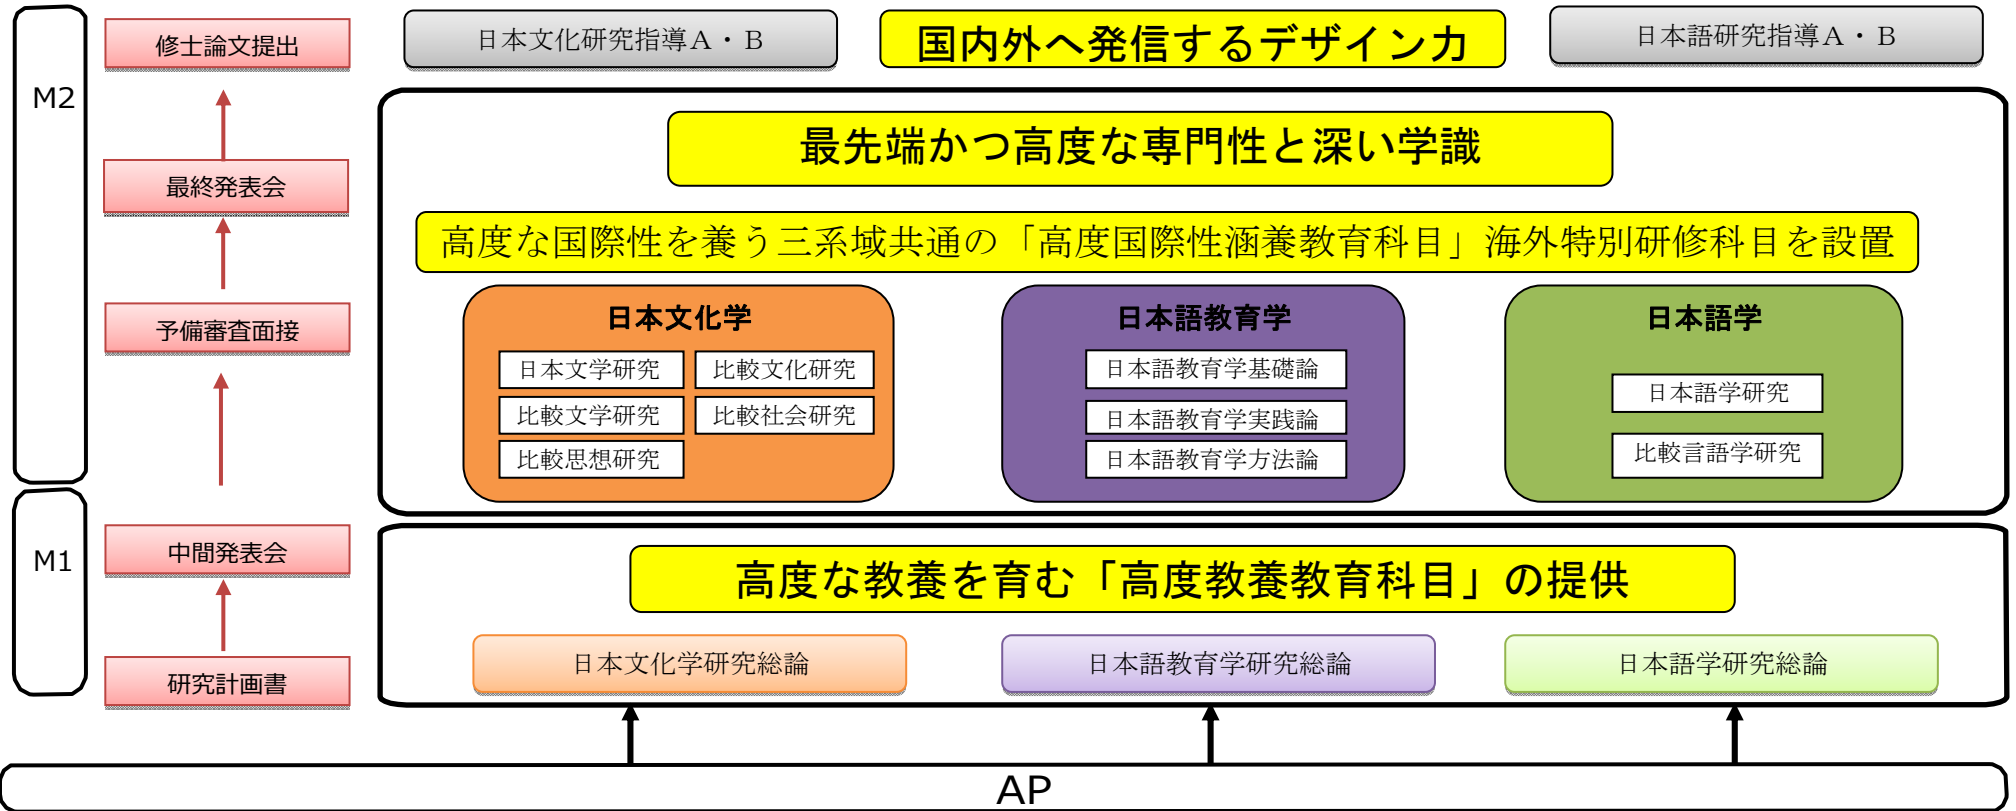 M2
修士論文提出
最終発表会
予備審査面接
M1
中間発表会
研究計画書
日本文化研究指導Ａ・Ｂ
国内外へ発信するデザイン力
日本語研究指導Ａ・Ｂ
最先端かつ高度な専門性と深い学識
高度な国際性を養う三系域共通の「高度国際性涵養教育科目」海外特別研修科目を設置
日本文化学
日本文学研究
比較文化研究
比較文学研究
比較社会研究
比較思想研究
日本語教育学
日本語教育学基礎論
日本語教育学実践論
日本語教育学方法論
日本語学
日本語学研究
比較言語学研究
高度な教養を育む「高度教養教育科目」の提供
日本文化学研究総論
日本語教育学研究総論
日本語学研究総論
AP